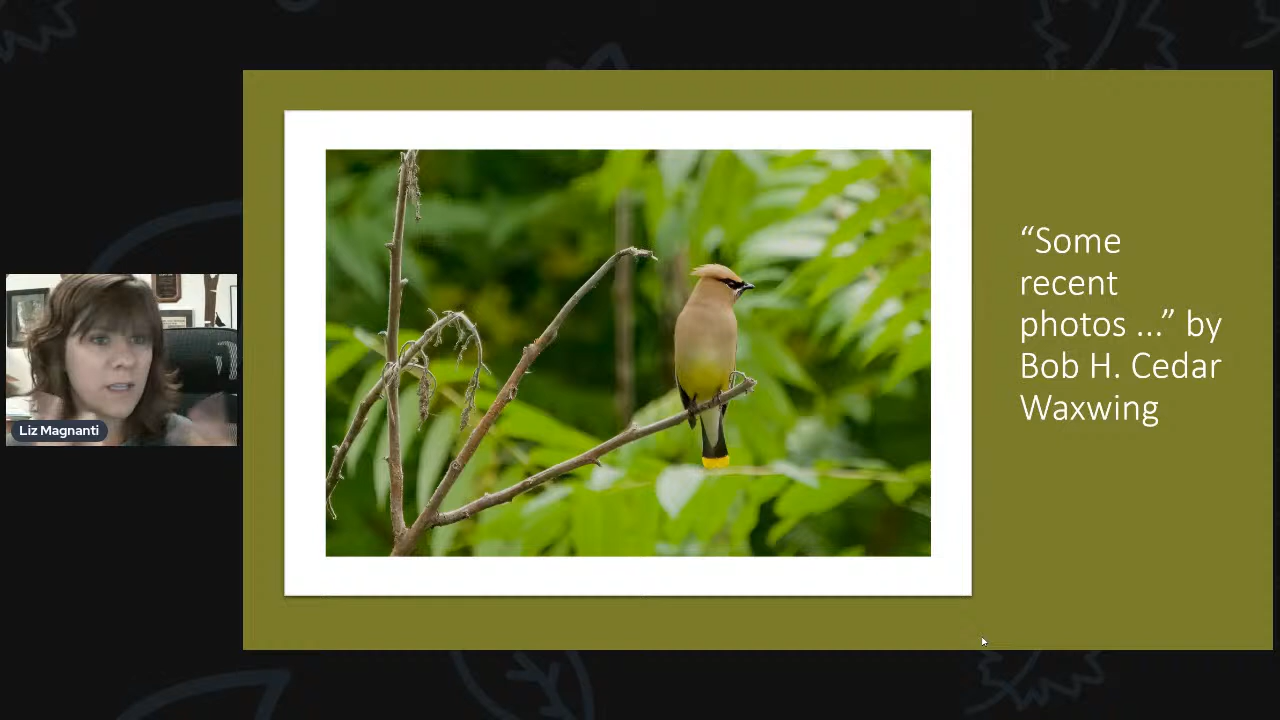 “Some
recent
photos ...” by
Bob H. Cedar
Waxwing
Liz Magnanti